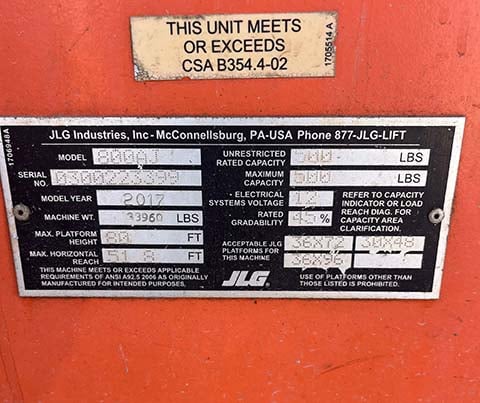 THIS UNIT MEETS
OR EXCEEDS
CSA B354.4-02
1705514 A
1706948A
JLG Industries, Inc - McConnellsburg, PA-USA Phone 877-JLG-LIFT
MODEL 800AJ
SERIAL NO. 0300223399
MODEL YEAR 2017
MACHINE WT. 33960 LBS
MAX. PLATFORM HEIGHT 80 FT
MAX. HORIZONTAL REACH 51.8 FT
THIS MACHINE MEETS OR EXCEEDS APPLICABLE
REQUIREMENTS OF ANSI A92.5 2006 AS ORIGINALLY
MANUFACTURED FOR INTENDED PURPOSES.
UNRESTRICTED RATED CAPACITY 500 LBS
MAXIMUM CAPACITY 500 LBS
ELECTRICAL SYSTEMS VOLTAGE 12
RATED GRADABILITY 45 %
REFER TO CAPACITY
INDICATOR OR LOAD
REACH DIAG. FOR
CAPACITY AREA
CLARIFICATION.
ACCEPTABLE JLG
PLATFORMS FOR
THIS MACHINE
36X72 30X48
36X96
JLG
USE OF PLATFORMS OTHER THAN
THOSE LISTED IS PROHIBITED.